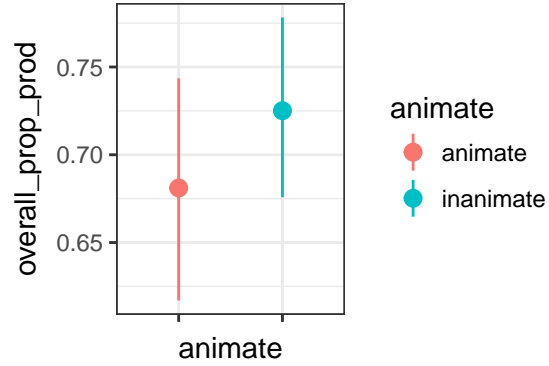 overall_prop_prod
0.75
0.70
0.65
animate
animate
animate
inanimate